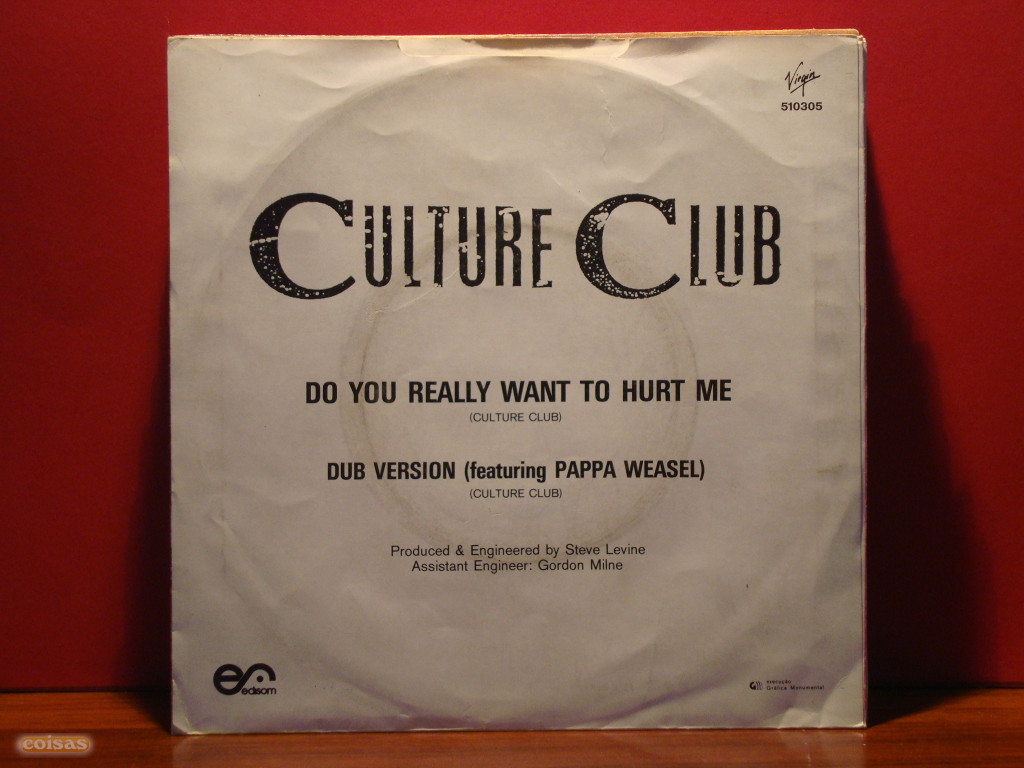 Virgin
510305
CULTURE CLUB
DO YOU REALLY WANT TO HURT ME
(CULTURE CLUB)
DUB VERSION (featuring PAPPA WEASEL)
(CULTURE CLUB)
Produced & Engineered by Steve Levine
Assistant Engineer: Gordon Milne
edisom
execução
Gráfica Monumental
coisas